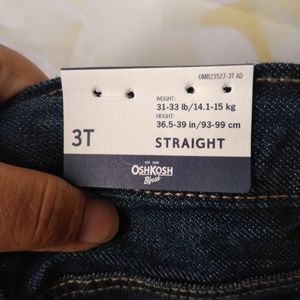 OMB23527-3T AD
WEIGHT:
31-33 lb/14.1-15 kg
HEIGHT:
36.5-39 in/93-99 cm
3T
STRAIGHT
EST. 1895
OSHKOSH
B'gosh